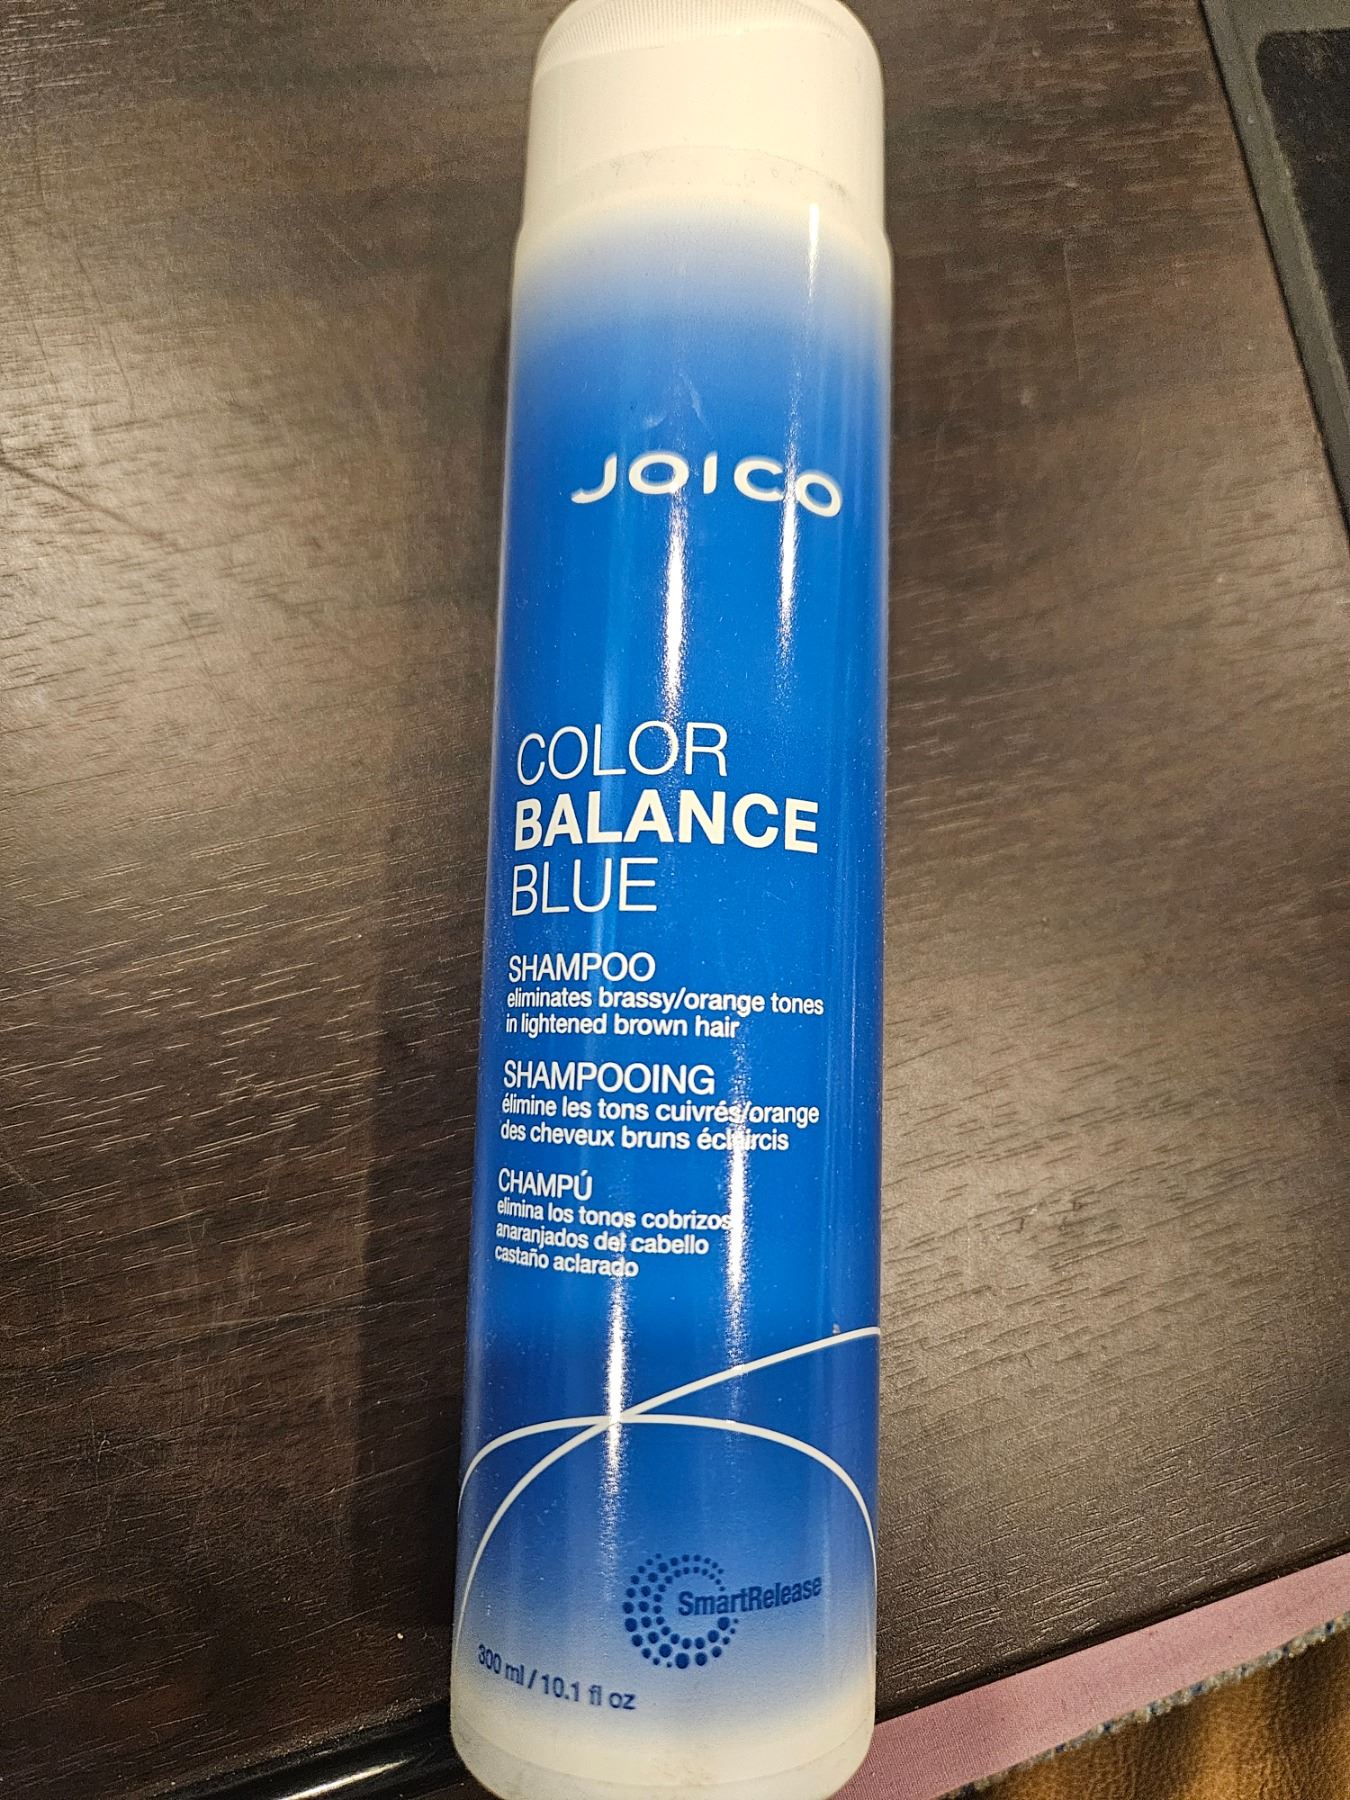 JOICO
COLOR
BALANCE
BLUE
SHAMPOO
eliminates brassy/orange tones
in lightened brown hair
SHAMPOOING
élimine les tons cuivrés/orange
des cheveux bruns éclaircis
CHAMPÚ
elimina los tonos cobrizos
anaranjados del cabello
castaño aclarado
SmartRelease
300 ml / 10.1 fl oz